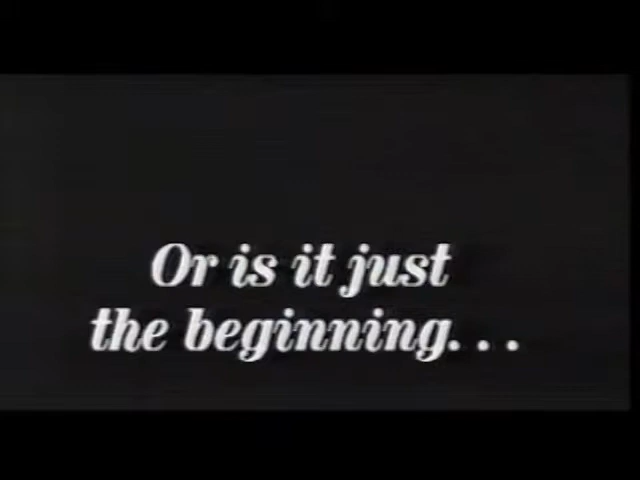 Or is it just
the beginning. . .